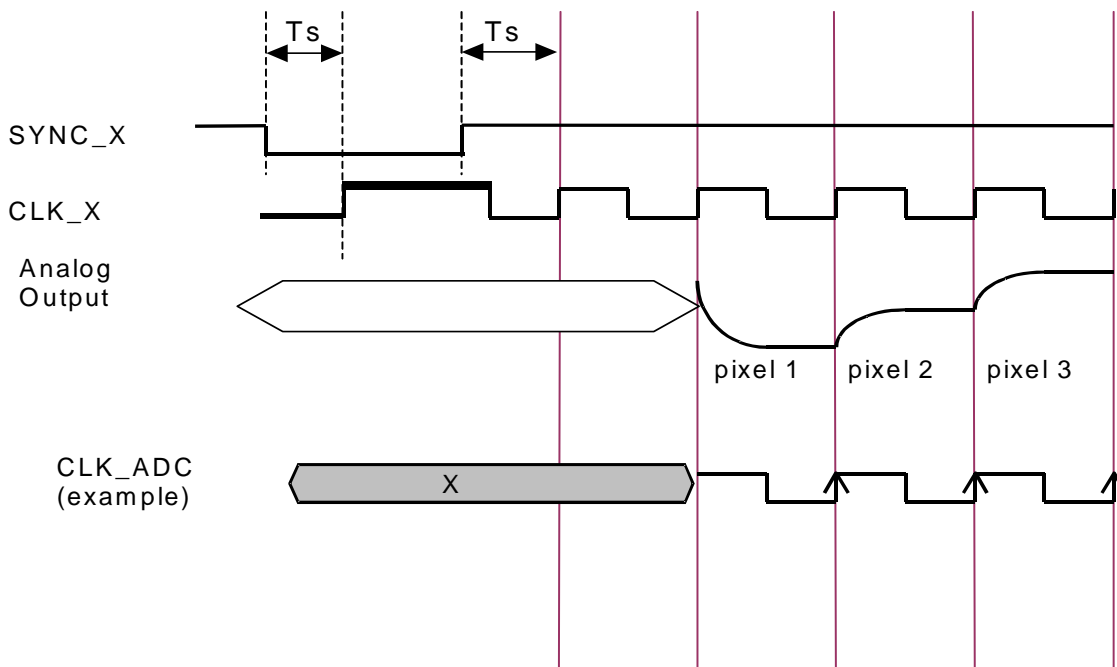 Ts Ts
SYNC_X
CLK_X
Analog
Output
pixel 1 pixel 2 pixel 3
CLK_ADC
(example)
X